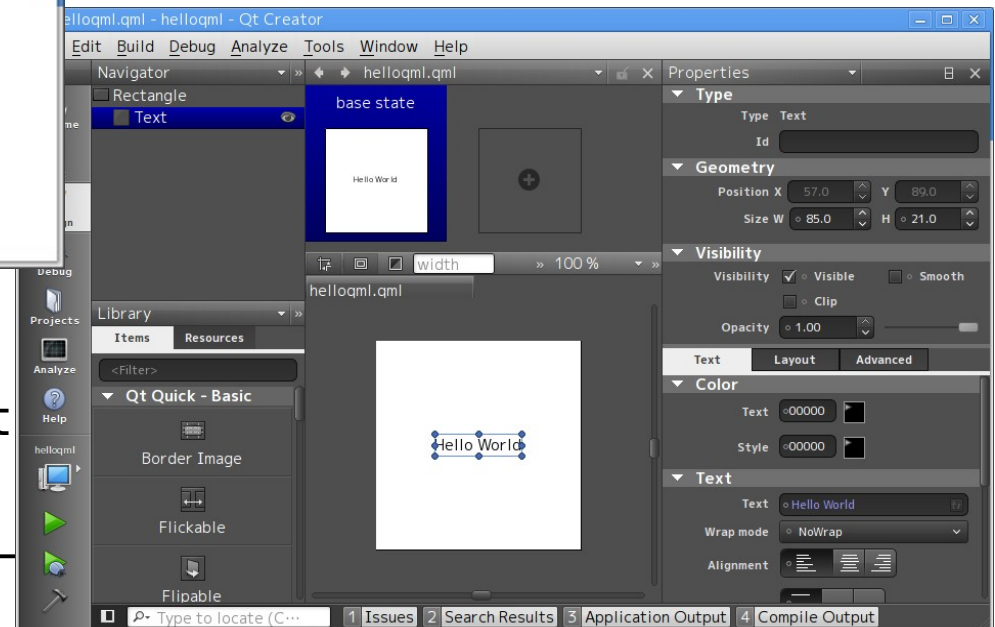 elloqml.qml - helloqml - Qt Creator
Edit Build Debug Analyze Tools Window Help
Navigator
Rectangle
Text
helloqml.qml
base state
Hello World
width
100 %
helloqml.qml
Hello World
Debug
Projects
Analyze
Help
helloqml
Library
Items Resources
<Filter>
Qt Quick - Basic
Border Image
Flickable
Flipable
Properties
Type
Type Text
Id
Geometry
Position X 57.0 Y 89.0
Size W 85.0 H 21.0
Visibility
Visibility Visible Smooth
Clip
Opacity 1.00
Text Layout Advanced
Color
Text 00000
Style 00000
Text
Text Hello World
Wrap mode NoWrap
Alignment
Type to locate (C...
1 Issues 2 Search Results 3 Application Output 4 Compile Output